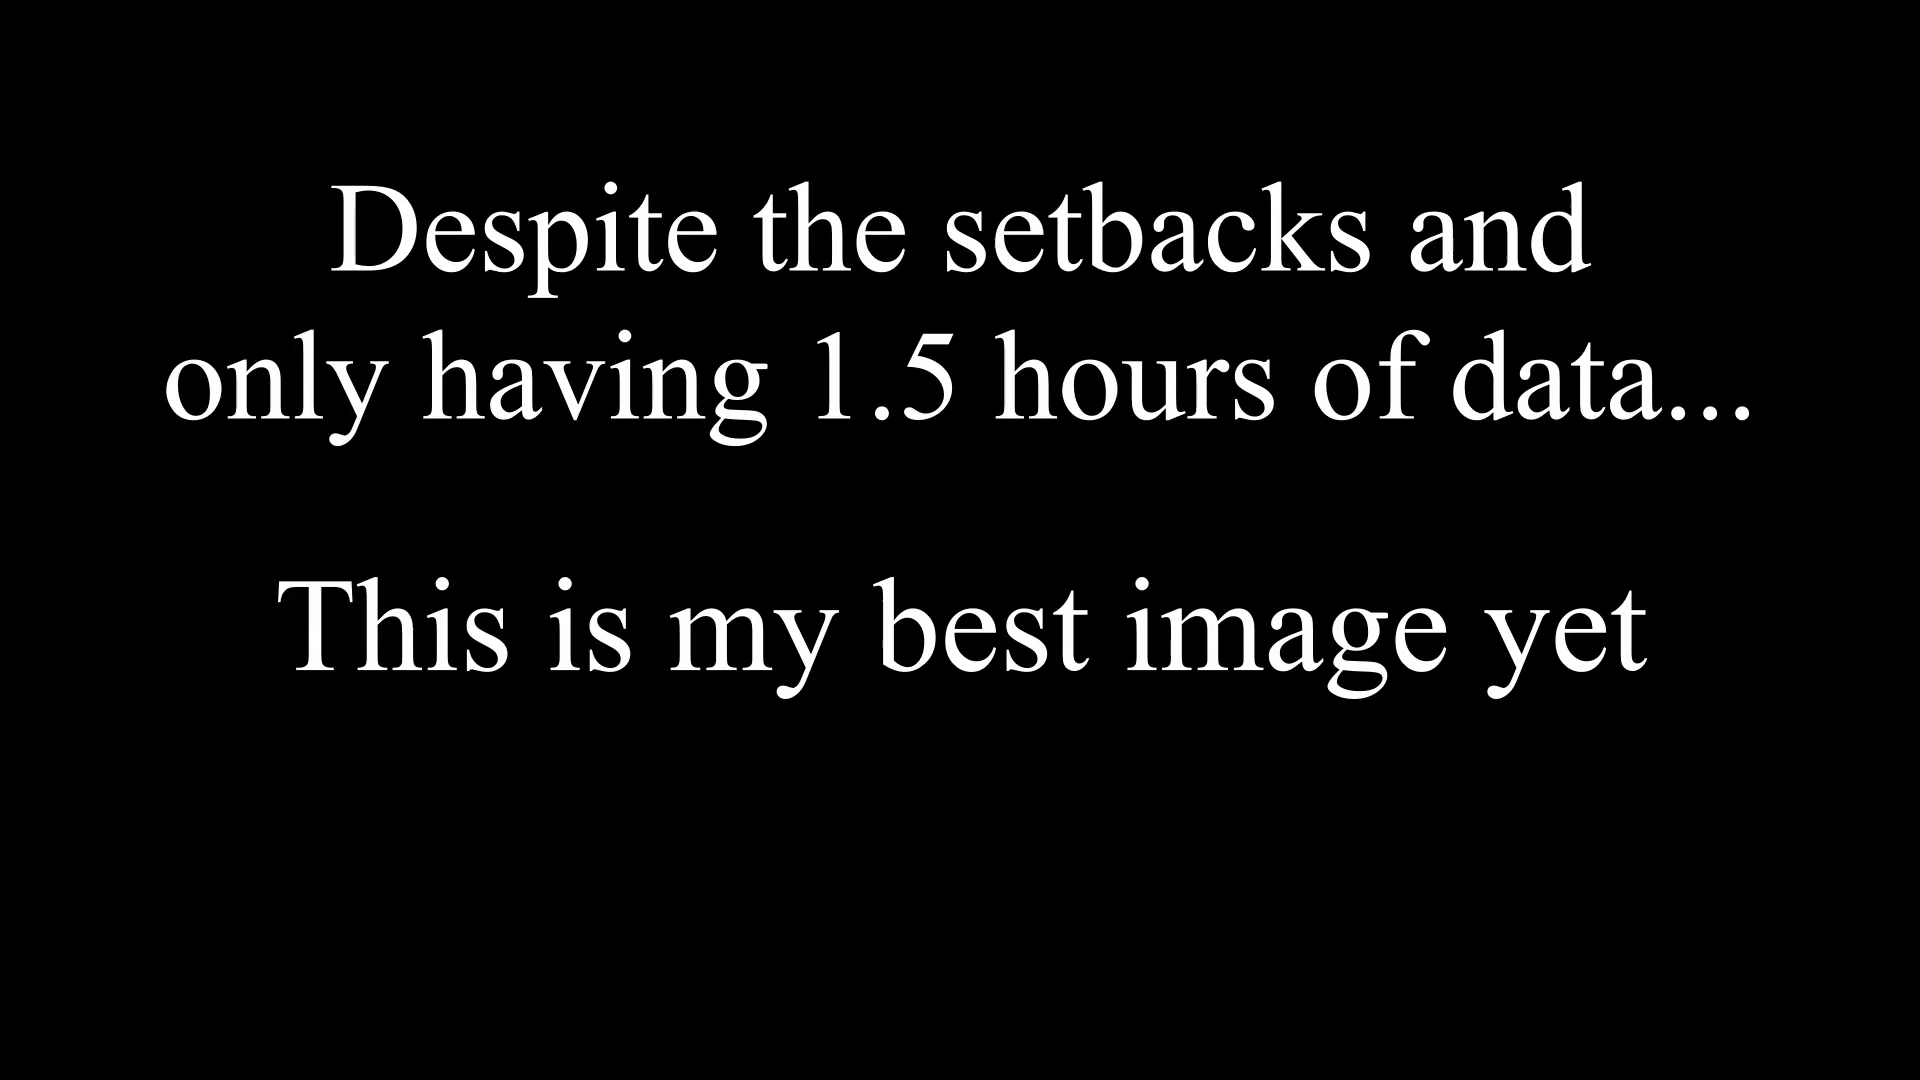 Despite the setbacks and
only having 1.5 hours of data...
This is my best image yet